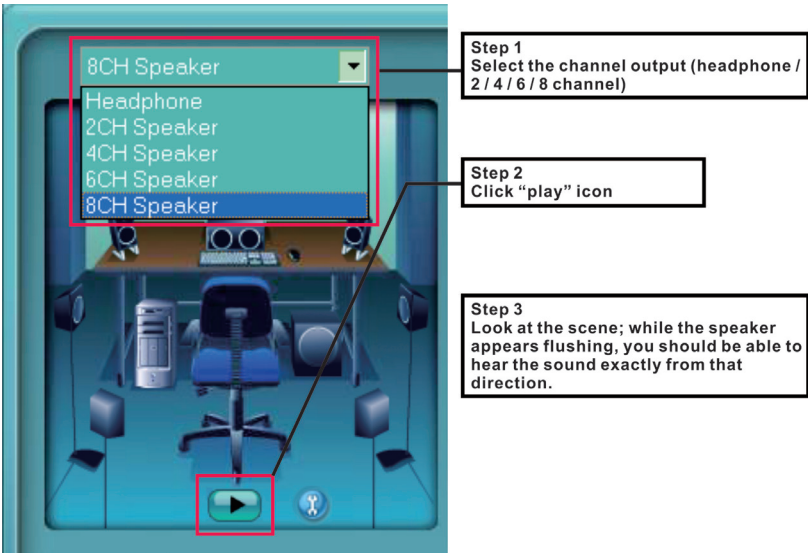 8CH Speaker
Headphone
2CH Speaker
4CH Speaker
6CH Speaker
8CH Speaker
Step 1
Select the channel output (headphone /
2 / 4 / 6 / 8 channel)
Step 2
Click “play” icon
Step 3
Look at the scene; while the speaker
appears flushing, you should be able to
hear the sound exactly from that
direction.